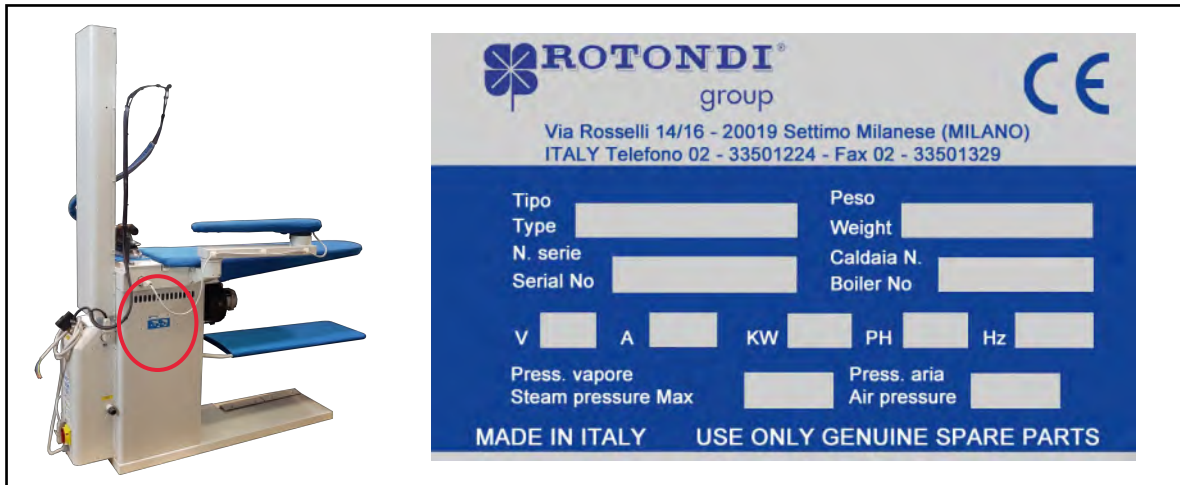 ROTONDI®
group
CE
Via Rosselli 14/16 - 20019 Settimo Milanese (MILANO)
ITALY Telefono 02 - 33501224 - Fax 02 - 33501329
Tipo
Type
Peso
Weight
N. serie
Serial No
Caldaia N.
Boiler No
V A KW PH Hz
Press. vapore
Steam pressure Max
Press. aria
Air pressure
MADE IN ITALY USE ONLY GENUINE SPARE PARTS